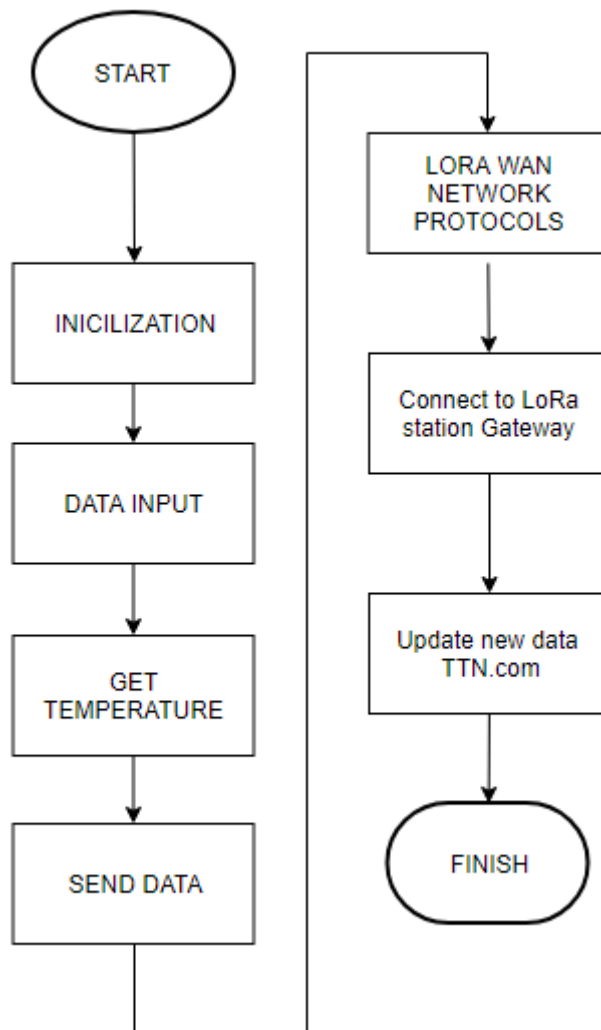 START
INICILIZATION
DATA INPUT
GET
TEMPERATURE
SEND DATA
LORA WAN
NETWORK
PROTOCOLS
Connect to LoRa
station Gateway
Update new data
TTN.com
FINISH